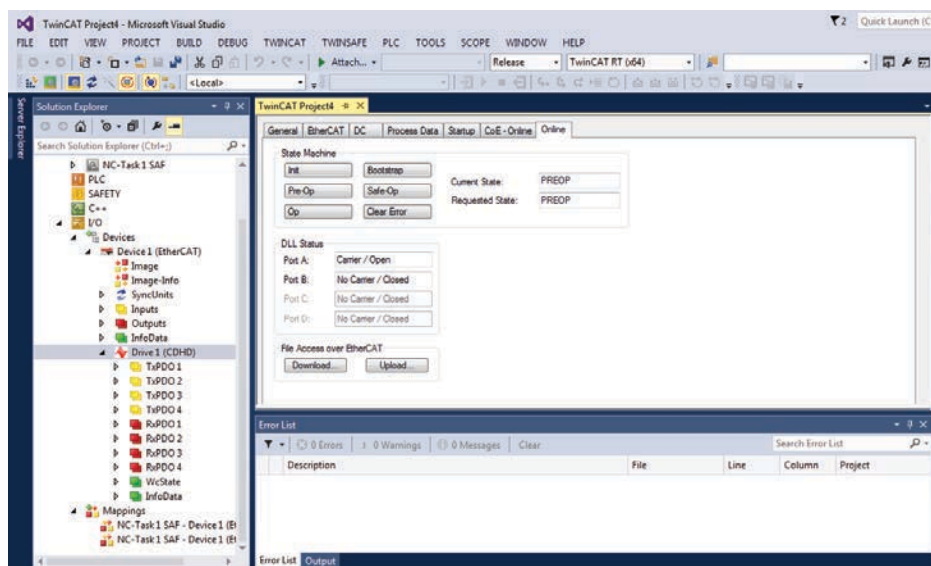 TwinCAT Project4 - Microsoft Visual Studio
2
Quick Launch (C
FILE EDIT VIEW PROJECT BUILD DEBUG TWINCAT TWINSAFE PLC TOOLS SCOPE WINDOW HELP
Attach...
Release
TwinCAT RT (x64)
<Local>
Server Explorer
Solution Explorer
Search Solution Explorer (Ctrl+;)
NC-Task 1 SAF
PLC
SAFETY
C++
I/O
Devices
Device 1 (EtherCAT)
Image
Image-Info
SyncUnits
Inputs
Outputs
InfoData
Drive 1 (CDHD)
TxPDO 1
TxPDO 2
TxPDO 3
TxPDO 4
RxPDO 1
RxPDO 2
RxPDO 3
RxPDO 4
WcState
InfoData
Mappings
NC-Task 1 SAF - Device 1 (Et
NC-Task 1 SAF - Device 1 (Et
TwinCAT Project4
General EtherCAT DC Process Data Startup CoE - Online Online
State Machine
Init Bootstrap
Pre-Op Safe-Op
Op Clear Error
Current State: PREOP
Requested State: PREOP
DLL Status
Port A: Carrier / Open
Port B: No Carrier / Closed
Port C: No Carrier / Closed
Port D: No Carrier / Closed
File Access over EtherCAT
Download... Upload...
Error List
0 Errors 0 Warnings 0 Messages Clear
Search Error List
Description File Line Column Project
Error List Output